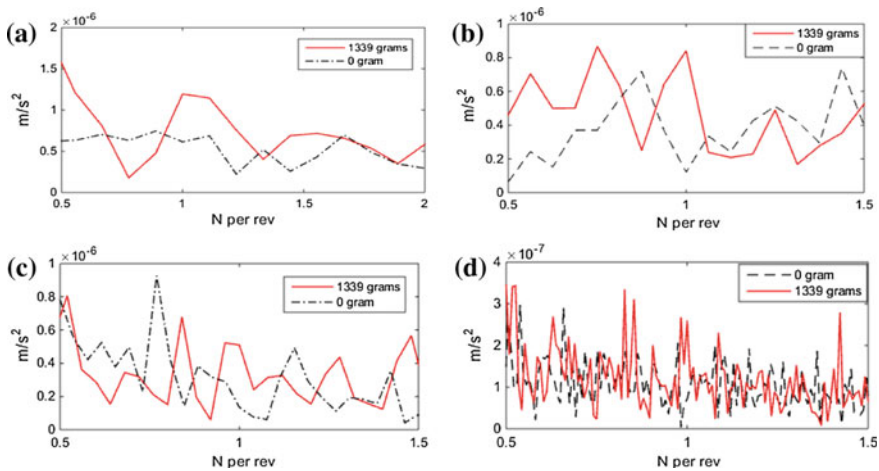 (a)
×10⁻⁶
2
1.5
1
0.5
0
m/s²
0.5
1
1.5
2
N per rev
1339 grams
0 gram
(b)
×10⁻⁶
1
0.8
0.6
0.4
0.2
0
m/s²
0.5
1
1.5
N per rev
1339 grams
0 gram
(c)
×10⁻⁶
1
0.8
0.6
0.4
0.2
0
m/s²
0.5
1
1.5
N per rev
1339 grams
0 gram
(d)
×10⁻⁷
4
3
2
1
0
m/s²
0.5
1
1.5
N per rev
0 gram
1339 grams